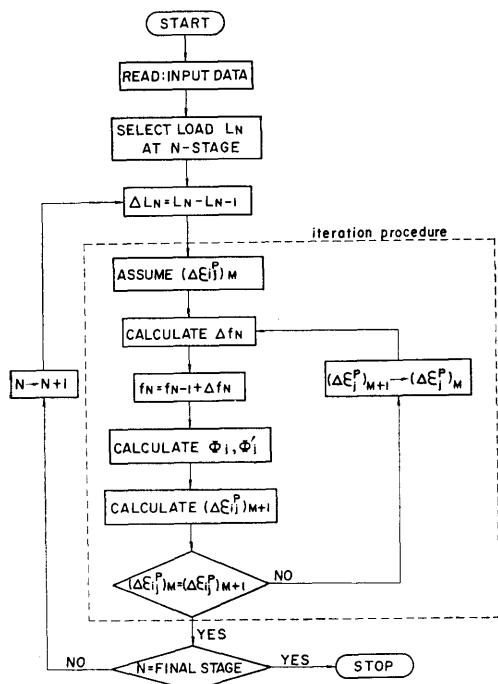 START
READ:INPUT DATA
SELECT LOAD LN
AT N-STAGE
ΔLN=LN-LN-1
iteration procedure
ASSUME (Δεijᴾ)M
CALCULATE ΔfN
fN=fN-1+ΔfN
N→N+1
(Δεjᴾ)M+1→(Δεjᴾ)M
CALCULATE Φi,Φ'i
CALCULATE (Δεijᴾ)M+1
(Δεijᴾ)M=(Δεijᴾ)M+1
NO
YES
NO
N=FINAL STAGE
YES
STOP